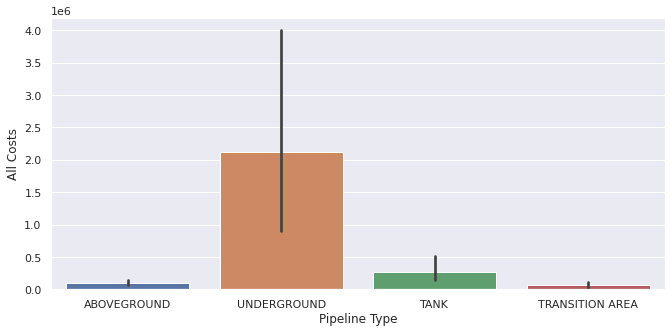 1e6
4.0
3.5
3.0
2.5
2.0
1.5
1.0
0.5
0.0
All Costs
ABOVEGROUND UNDERGROUND TANK TRANSITION AREA
Pipeline Type